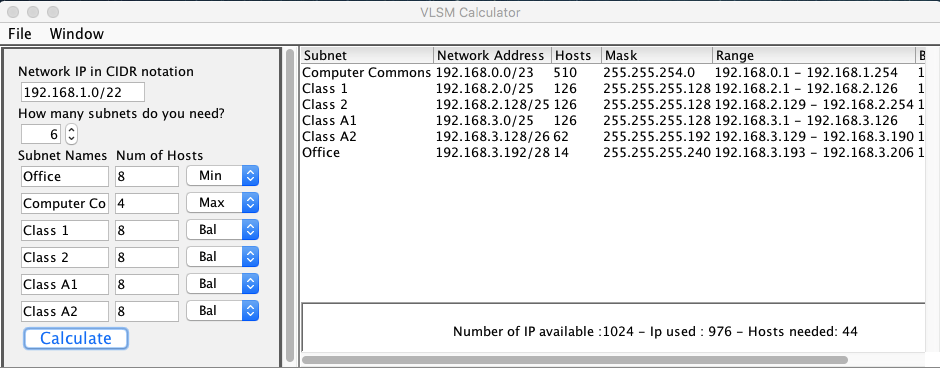 VLSM Calculator
File Window
Network IP in CIDR notation
192.168.1.0/22
How many subnets do you need?
6
Subnet Names Num of Hosts
Office 8 Min
Computer Co 4 Max
Class 1 8 Bal
Class 2 8 Bal
Class A1 8 Bal
Class A2 8 Bal
Calculate
Subnet Network Address Hosts Mask Range B
Computer Commons 192.168.0.0/23 510 255.255.254.0 192.168.0.1 - 192.168.1.254 1
Class 1 192.168.2.0/25 126 255.255.255.128 192.168.2.1 - 192.168.2.126 1
Class 2 192.168.2.128/25 126 255.255.255.128 192.168.2.129 - 192.168.2.254 1
Class A1 192.168.3.0/25 126 255.255.255.128 192.168.3.1 - 192.168.3.126 1
Class A2 192.168.3.128/26 62 255.255.255.192 192.168.3.129 - 192.168.3.190 1
Office 192.168.3.192/28 14 255.255.255.240 192.168.3.193 - 192.168.3.206 1
Number of IP available :1024 - Ip used : 976 - Hosts needed: 44